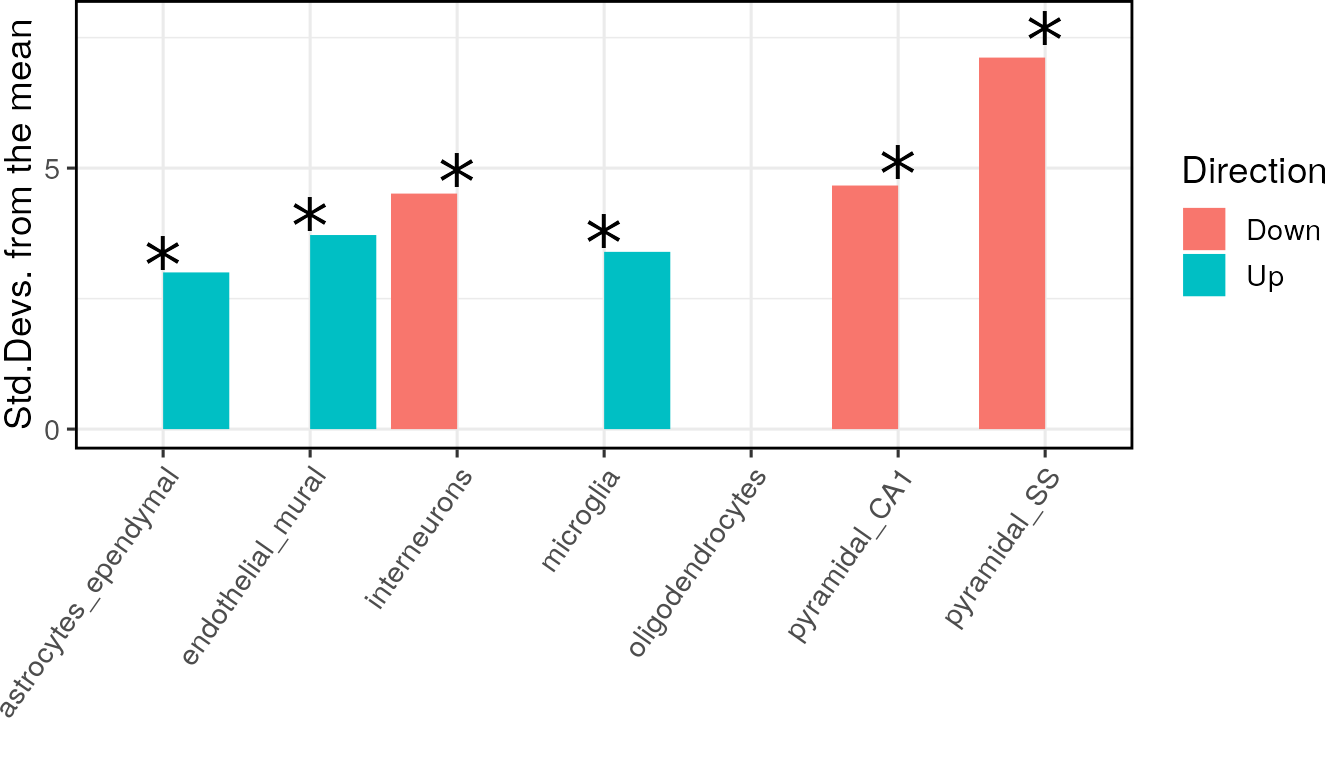 Std.Devs. from the mean
5
0
*
*
*
*
*
*
astrocytes_ependymal
endothelial_mural
interneurons
microglia
oligodendrocytes
pyramidal_CA1
pyramidal_SS
Direction
Down
Up